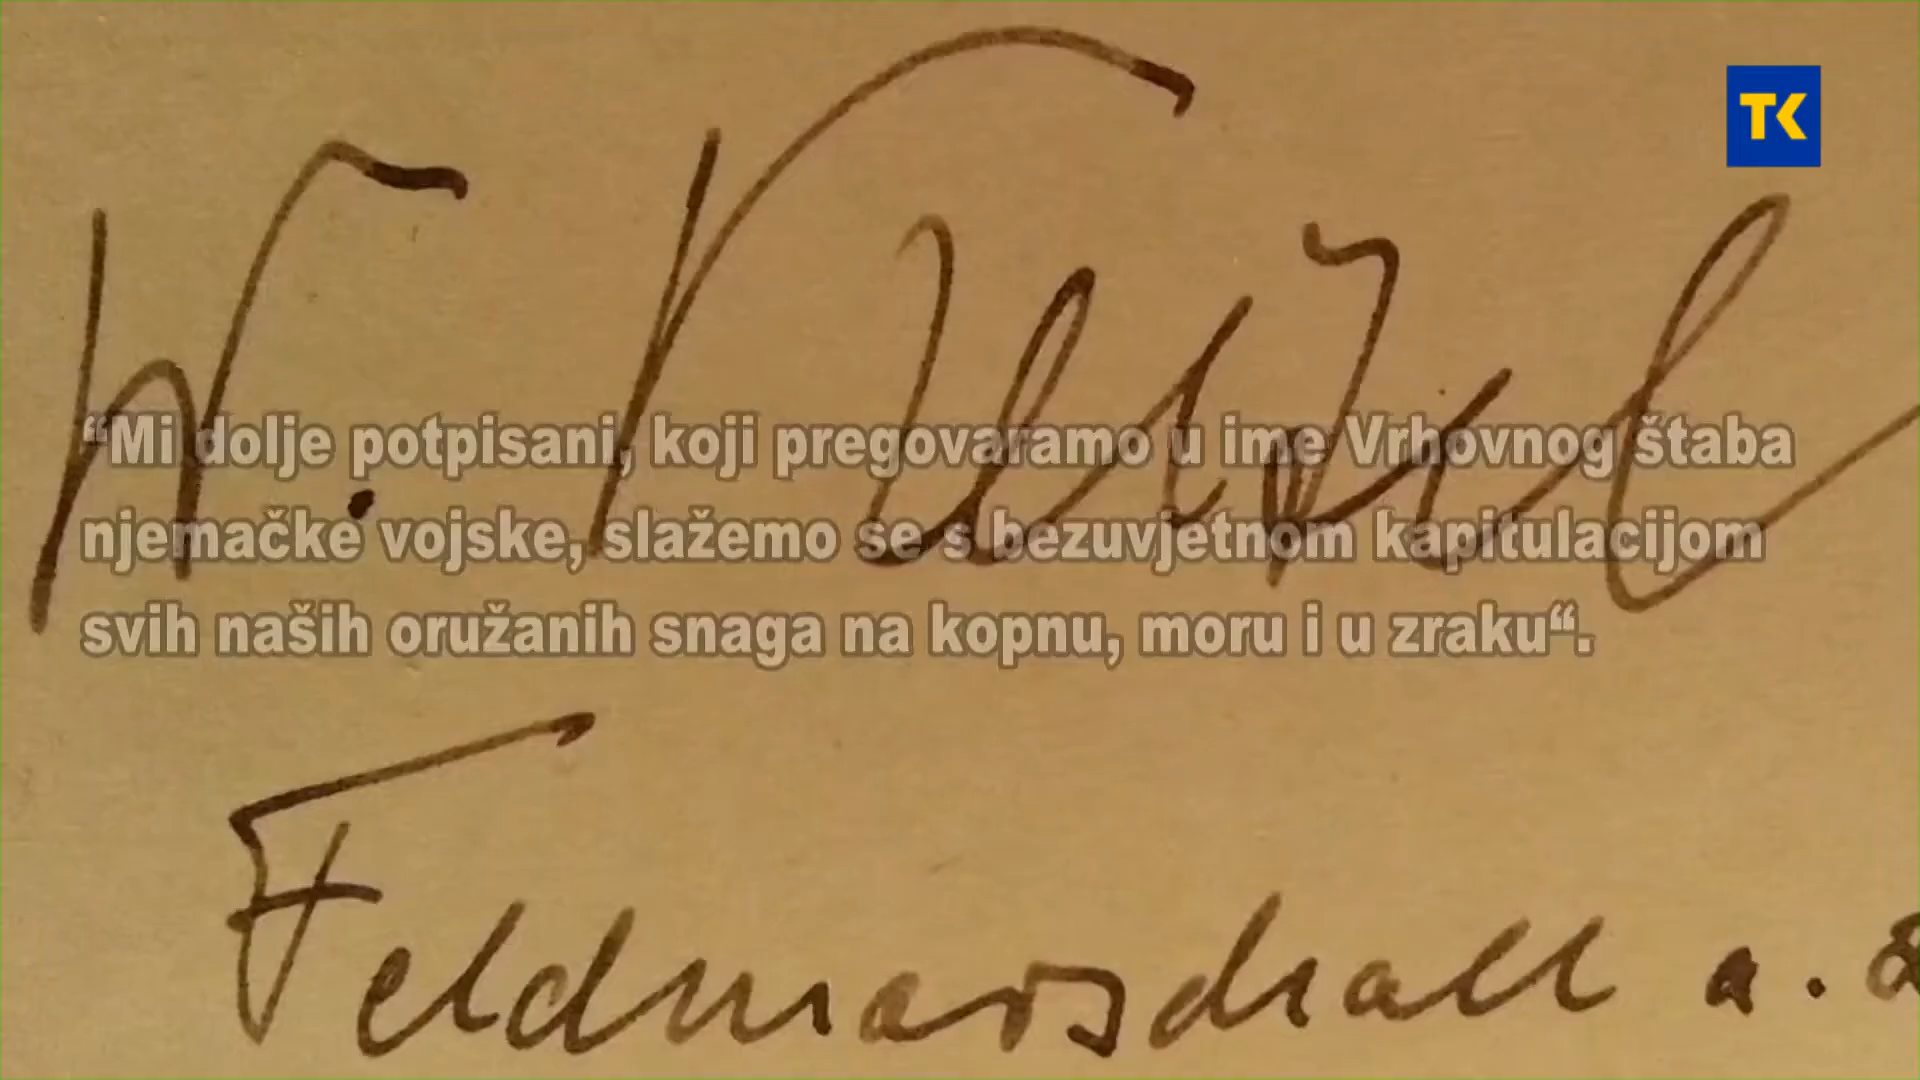 TK
W. Keitel
“Mi dolje potpisani, koji pregovaramo u ime Vrhovnog štaba
njemačke vojske, slažemo se s bezuvjetnom kapitulacijom
svih naših oružanih snaga na kopnu, moru i u zraku“.
Feldmarschall a.